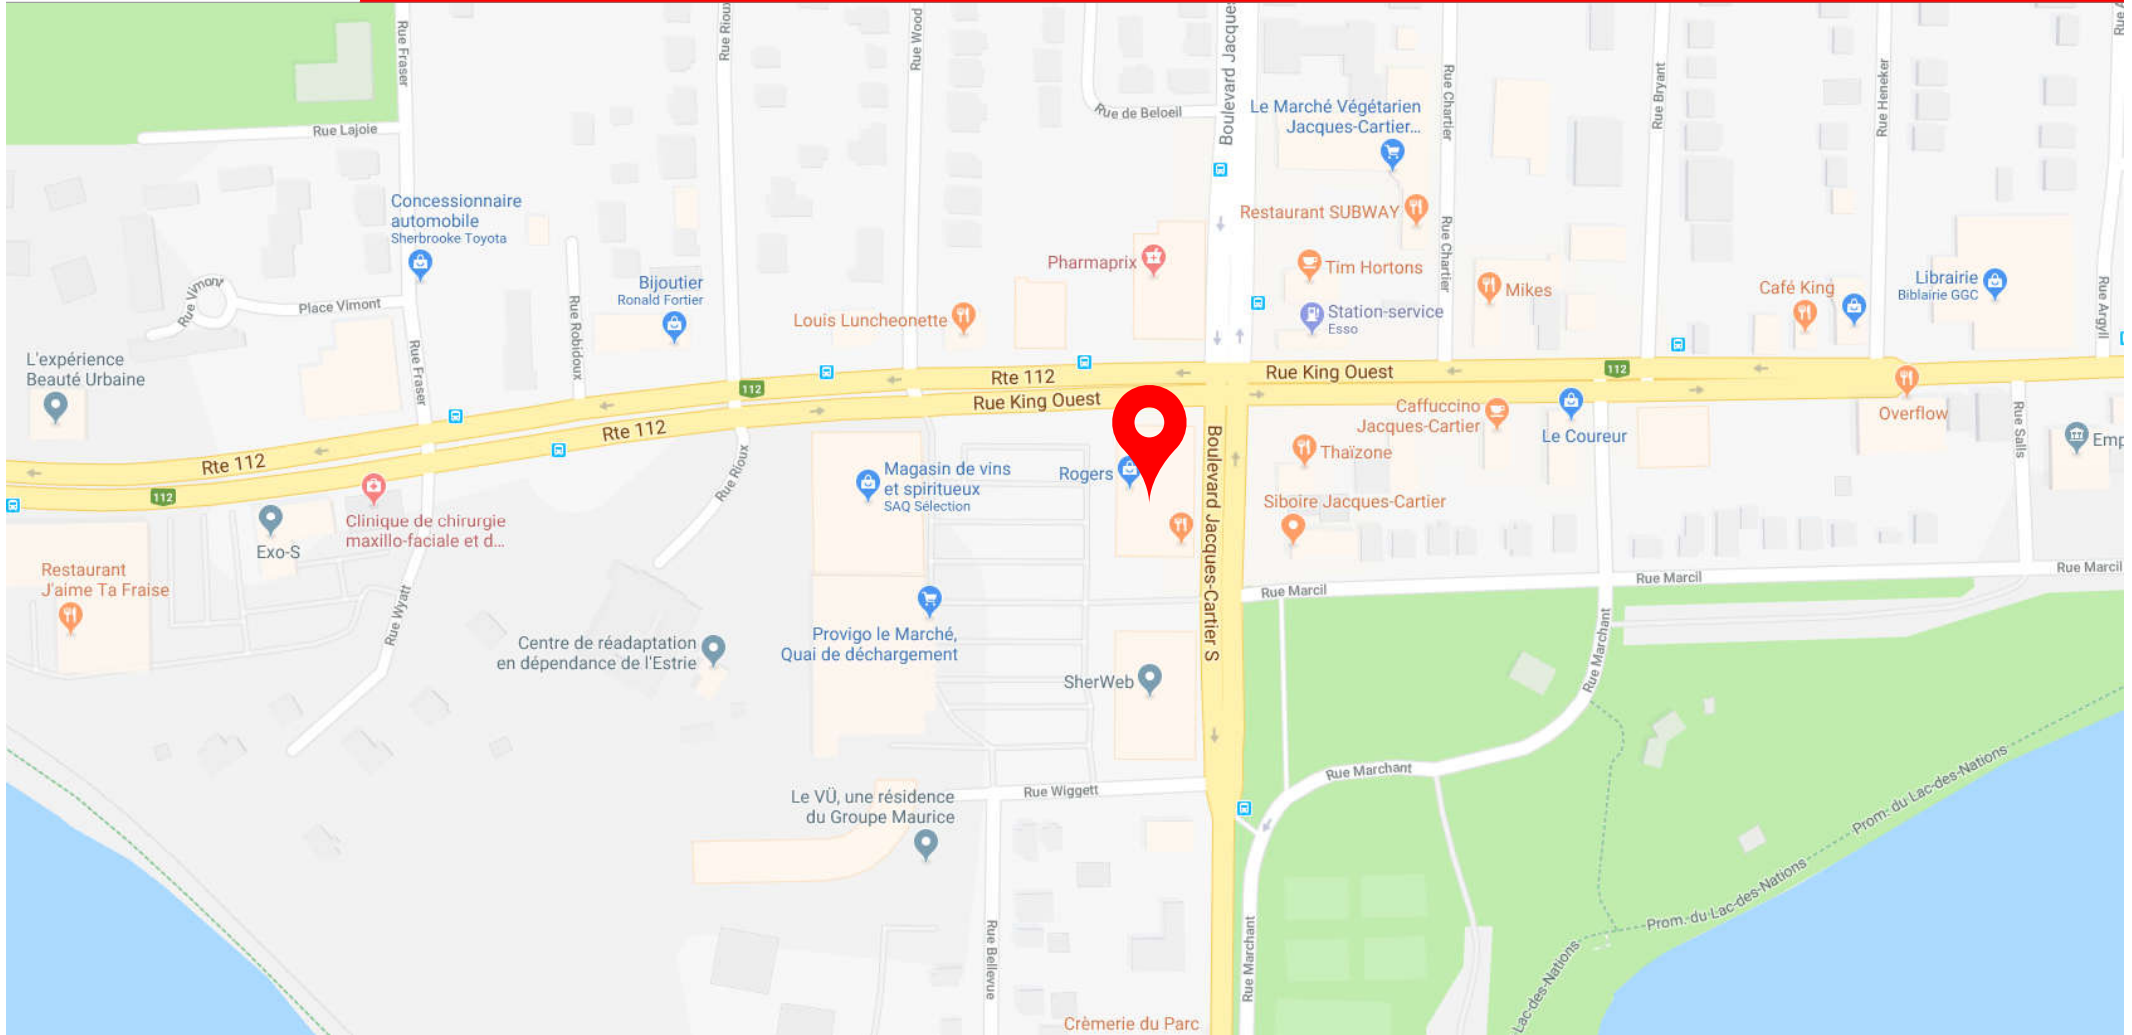 Rue Fraser
Rue Rioux
Rue Wood
Boulevard Jacques
Rue Chartier
Rue Bryant
Rue Heneker
Rue A
Rue Lajoie
Rue de Beloeil
Le Marché Végétarien
Jacques-Cartier...
Concessionnaire
automobile
Sherbrooke Toyota
Restaurant SUBWAY
Rue Chartier
Bijoutier
Ronald Fortier
Pharmaprix
Tim Hortons
Mikes
Café King
Librairie
Biblairie GGC
Rue Argyll
Rue Vimont
Place Vimont
Rue Robidoux
Louis Luncheonette
Station-service
Esso
L'expérience
Beauté Urbaine
Rue Fraser
112
Rte 112
Rue King Ouest
112
Rue King Ouest
Caffuccino
Jacques-Cartier
Le Coureur
Overflow
Rue Salls
Emp
Rte 112
Rte 112
112
Rue Rioux
Magasin de vins
et spiritueux
SAQ Sélection
Rogers
Boulevard Jacques-Cartier S
Thaïzone
Siboire Jacques-Cartier
Exo-S
Clinique de chirurgie
maxillo-faciale et d...
Restaurant
J'aime Ta Fraise
Rue Wyatt
Rue Marcil
Rue Marcil
Rue Marcil
Centre de réadaptation
en dépendance de l'Estrie
Provigo le Marché,
Quai de déchargement
SherWeb
Rue Marchant
Rue Marchant
Le VÜ, une résidence
du Groupe Maurice
Rue Wiggett
Prom. du Lac-des-Nations
Prom. du Lac-des-Nations
Rue Bellevue
Rue Marchant
Lac-des-Nations
Crèmerie du Parc